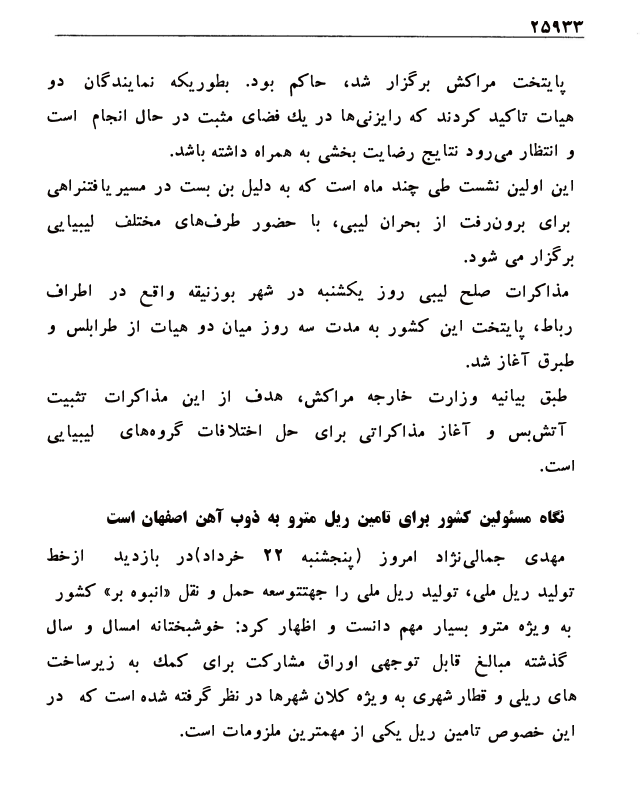 ۲۵۹۳۳
پایتخت مراکش برگزار شد، حاکم بود. بطوریکه نمایندگان دو
هیات تاکید کردند که رایزنی‌ها در یك فضای مثبت در حال انجام است
و انتظار می‌رود نتایج رضایت بخشی به همراه داشته باشد.
این اولین نشست طی چند ماه است که به دلیل بن بست در مسیریافتنراهی
برای برون‌رفت از بحران لیبی، با حضور طرف‌های مختلف لیبیایی
برگزار می شود.
مذاکرات صلح لیبی روز یکشنبه در شهر بوزنیقه واقع در اطراف
رباط، پایتخت این کشور به مدت سه روز میان دو هیات از طرابلس و
طبرق آغاز شد.
طبق بیانیه وزارت خارجه مراکش، هدف از این مذاکرات تثبیت
آتش‌بس و آغاز مذاکراتی برای حل اختلافات گروه‌های لیبیایی
است.
نگاه مسئولین کشور برای تامین ریل مترو به ذوب آهن اصفهان است
مهدی جمالی‌نژاد امروز (پنجشنبه ۲۲ خرداد)در بازدید ازخط
تولید ریل ملی، تولید ریل ملی را جهتتوسعه حمل و نقل «انبوه بر» کشور
به ویژه مترو بسیار مهم دانست و اظهار کرد: خوشبختانه امسال و سال
گذشته مبالغ قابل توجهی اوراق مشارکت برای کمك به زیرساخت
های ریلی و قطار شهری به ویژه کلان شهرها در نظر گرفته شده است که در
این خصوص تامین ریل یکی از مهمترین ملزومات است.